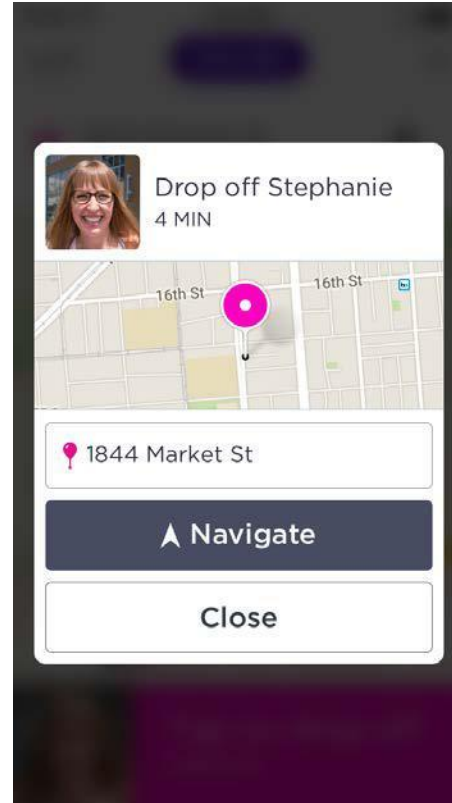 Drop off Stephanie
4 MIN
16th St
16th St
1844 Market St
Navigate
Close